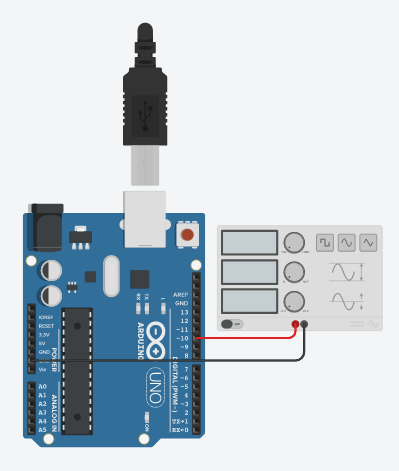 RX TX L
AREF
GND
13
12
~11
~10
~9
8
7
~6
~5
4
~3
2
TX→1
RX←0
IOREF
RESET
3.3V
5V
GND
Vin
POWER
A0
A1
A2
A3
A4
A5
ANALOG IN
ARDUINO
UNO
DIGITAL (PWM~)
ON